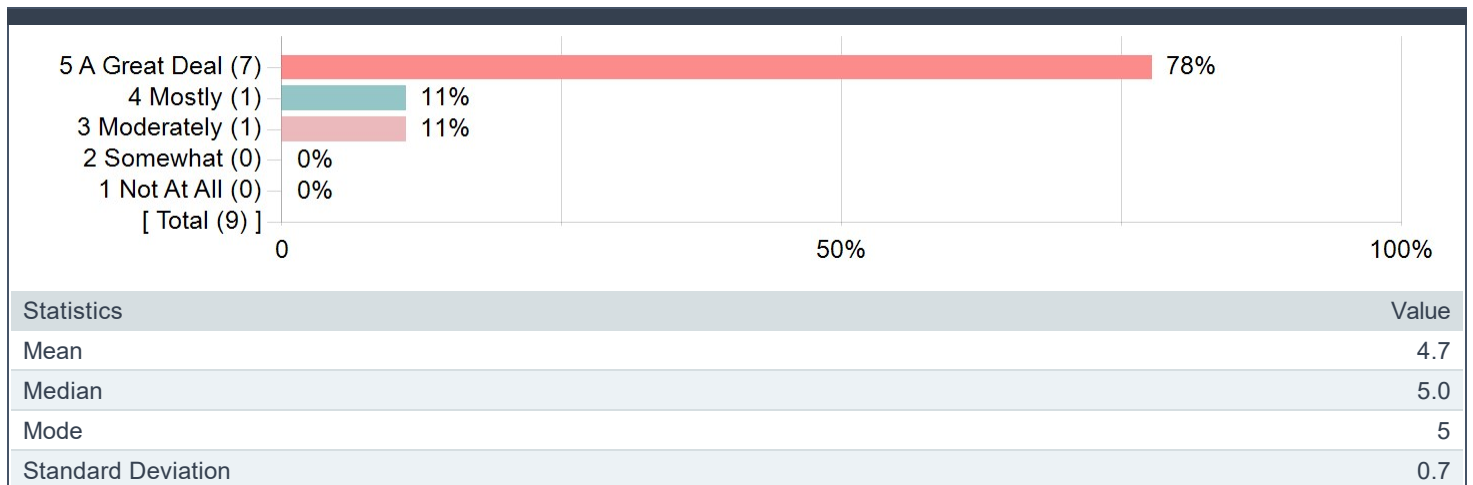 5 A Great Deal (7) 78%
4 Mostly (1) 11%
3 Moderately (1) 11%
2 Somewhat (0) 0%
1 Not At All (0) 0%
[ Total (9) ]
0 50% 100%
Statistics Value
Mean 4.7
Median 5.0
Mode 5
Standard Deviation 0.7